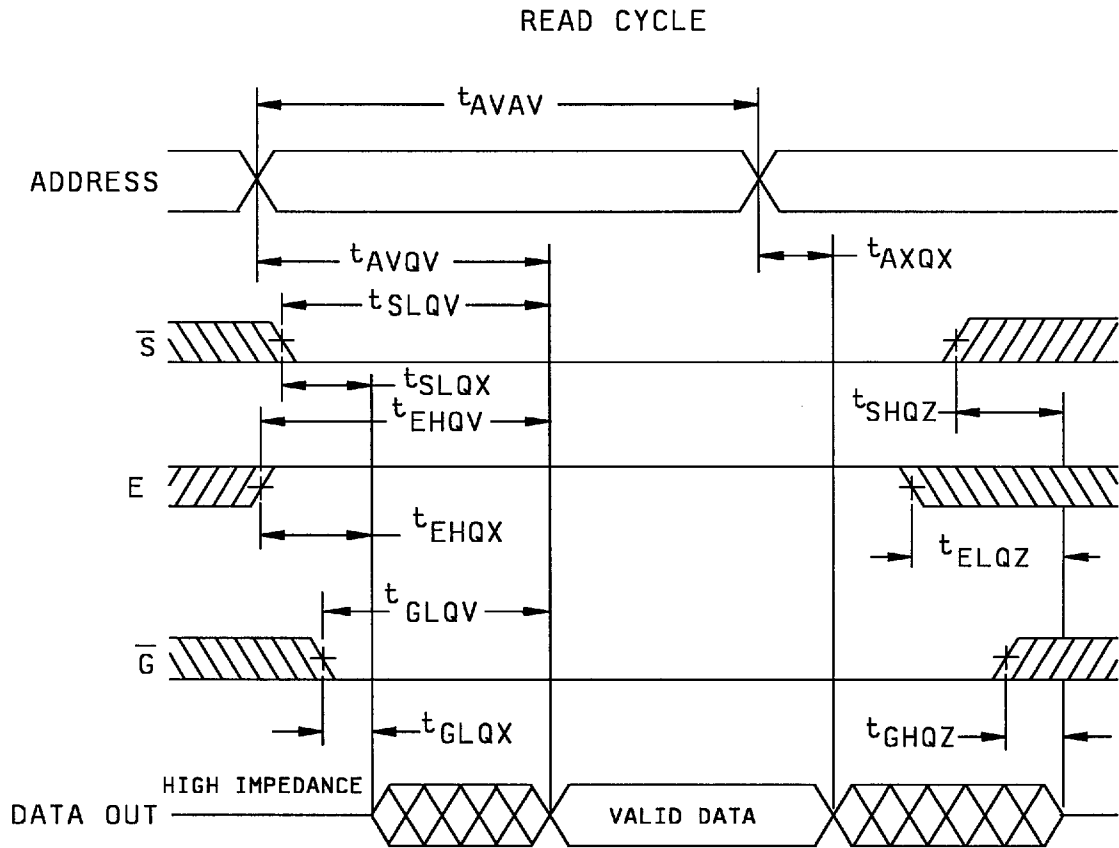 READ CYCLE
tAVAV
ADDRESS
tAVQV
tAXQX
tSLQV
S̅
tSLQX
tSHQZ
tEHQV
E
tEHQX
tELQZ
tGLQV
G̅
tGLQX
tGHQZ
HIGH IMPEDANCE
DATA OUT
VALID DATA